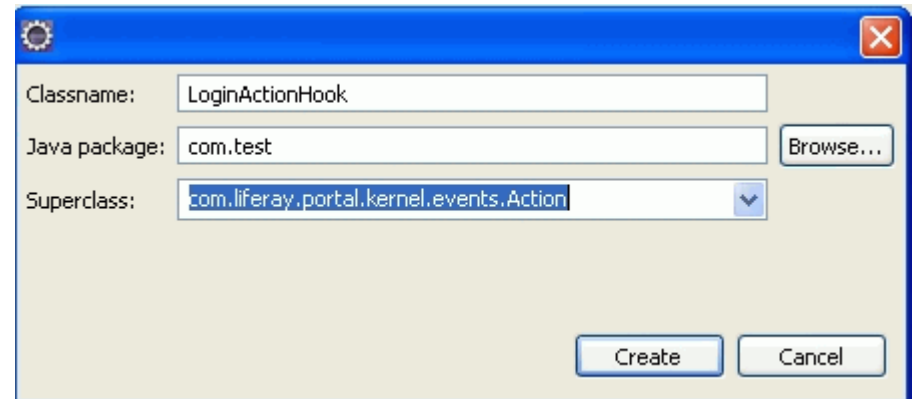 Classname: LoginActionHook
Java package: com.test Browse...
Superclass: com.liferay.portal.kernel.events.Action
Create Cancel